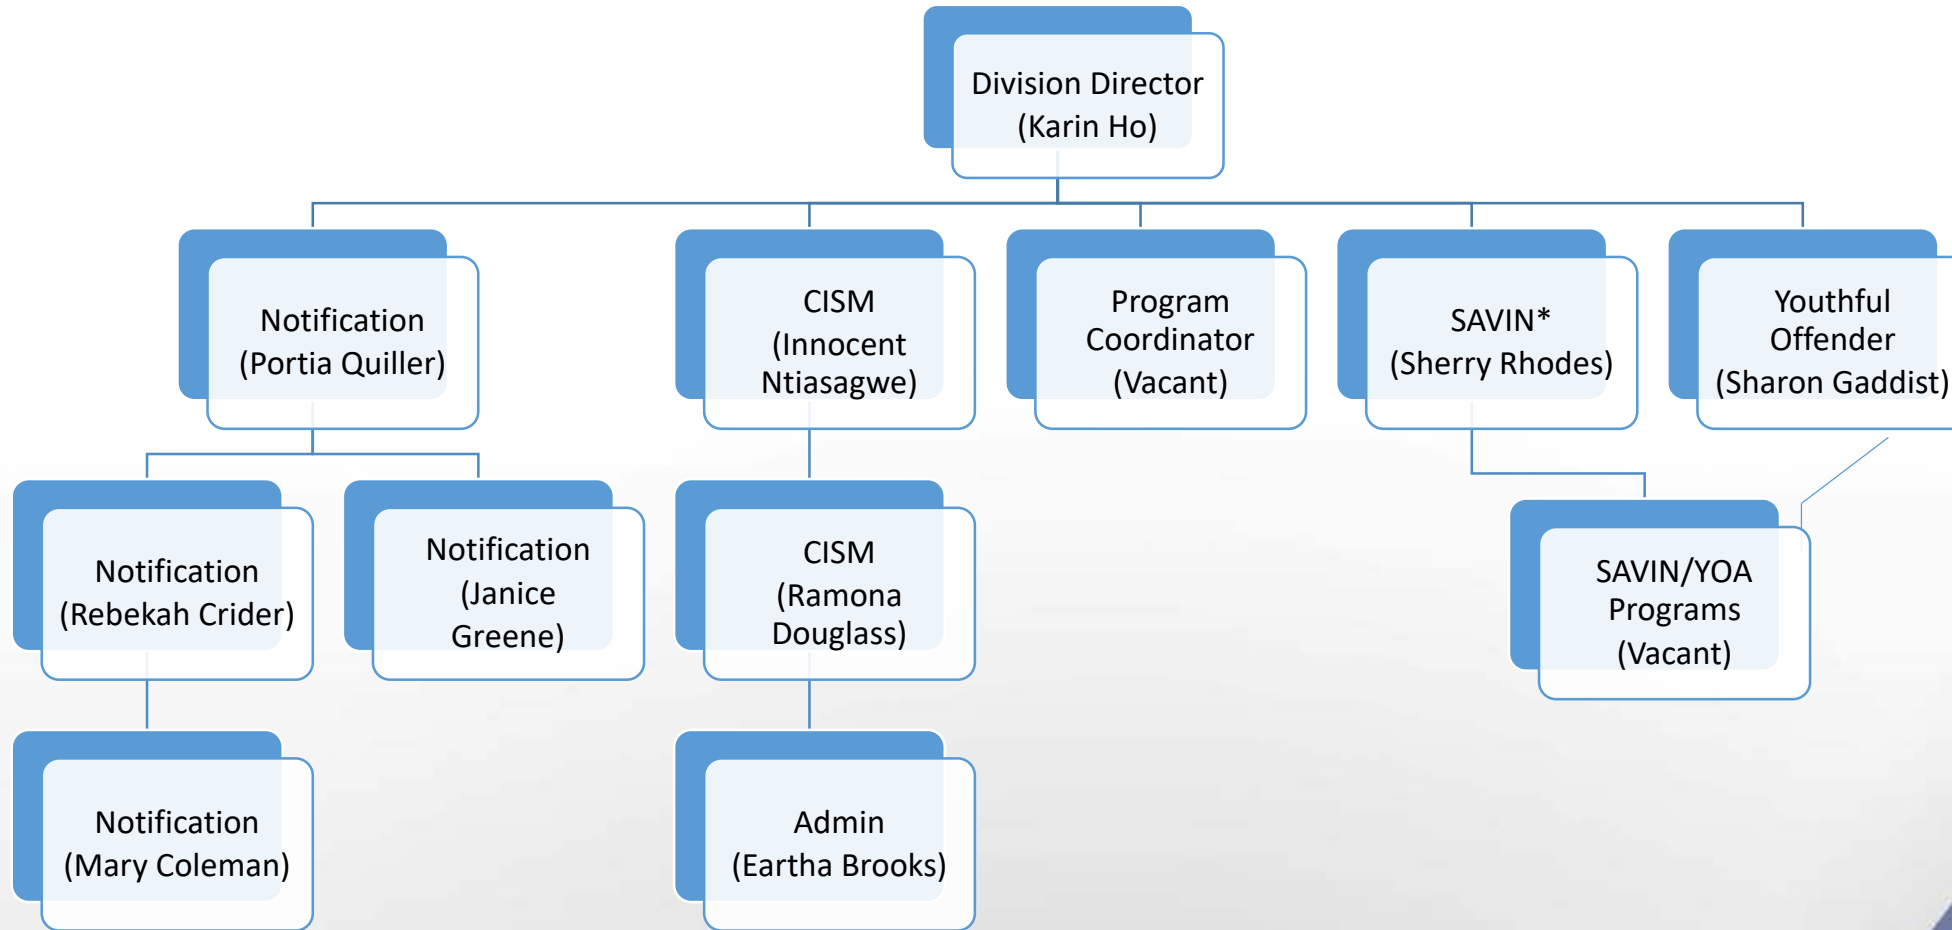 Division Director
(Karin Ho)
Notification
(Portia Quiller)
CISM
(Innocent
Ntiasagwe)
Program
Coordinator
(Vacant)
SAVIN*
(Sherry Rhodes)
Youthful
Offender
(Sharon Gaddist)
Notification
(Rebekah Crider)
Notification
(Janice
Greene)
CISM
(Ramona
Douglass)
SAVIN/YOA
Programs
(Vacant)
Notification
(Mary Coleman)
Admin
(Eartha Brooks)